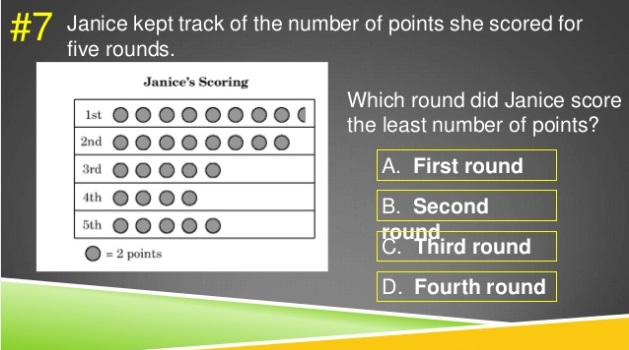 #7 Janice kept track of the number of points she scored for
five rounds.
Janice's Scoring
1st
2nd
3rd
4th
5th
= 2 points
Which round did Janice score
the least number of points?
A. First round
B. Second
round
C. Third round
D. Fourth round